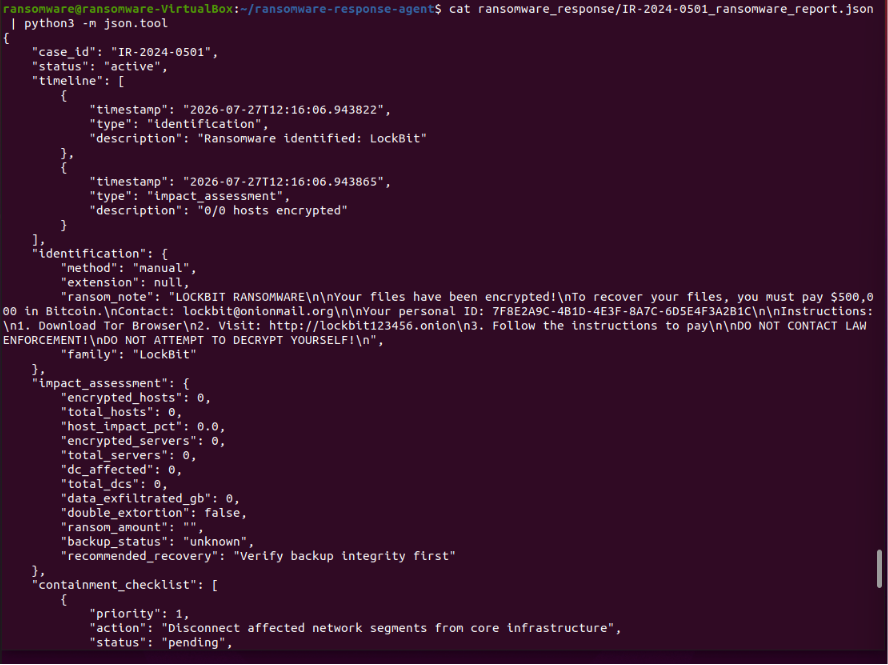 ransomware@ransomware-VirtualBox:~/ransomware-response-agent$ cat ransomware_response/IR-2024-0501_ransomware_report.json
 | python3 -m json.tool
{
    "case_id": "IR-2024-0501",
    "status": "active",
    "timeline": [
        {
            "timestamp": "2026-07-27T12:16:06.943822",
            "type": "identification",
            "description": "Ransomware identified: LockBit"
        },
        {
            "timestamp": "2026-07-27T12:16:06.943865",
            "type": "impact_assessment",
            "description": "0/0 hosts encrypted"
        }
    ],
    "identification": {
        "method": "manual",
        "extension": null,
        "ransom_note": "LOCKBIT RANSOMWARE\n\nYour files have been encrypted!\nTo recover your files, you must pay $500,0
00 in Bitcoin.\nContact: lockbit@onionmail.org\n\nYour personal ID: 7F8E2A9C-4B1D-4E3F-8A7C-6D5E4F3A2B1C\n\nInstructions:
\n1. Download Tor Browser\n2. Visit: http://lockbit123456.onion\n3. Follow the instructions to pay\n\nDO NOT CONTACT LAW
ENFORCEMENT!\nDO NOT ATTEMPT TO DECRYPT YOURSELF!\n",
        "family": "LockBit"
    },
    "impact_assessment": {
        "encrypted_hosts": 0,
        "total_hosts": 0,
        "host_impact_pct": 0.0,
        "encrypted_servers": 0,
        "total_servers": 0,
        "dc_affected": 0,
        "total_dcs": 0,
        "data_exfiltrated_gb": 0,
        "double_extortion": false,
        "ransom_amount": "",
        "backup_status": "unknown",
        "recommended_recovery": "Verify backup integrity first"
    },
    "containment_checklist": [
        {
            "priority": 1,
            "action": "Disconnect affected network segments from core infrastructure",
            "status": "pending",